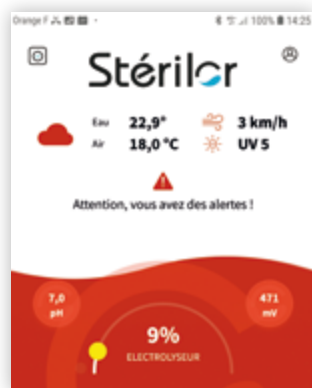 Orange F
100% 14:25
Stérilor
Eau 22,9° 3 km/h
Air 18,0 °C UV 5
Attention, vous avez des alertes !
7,0
pH
471
mV
9%
ELECTROLYSEUR